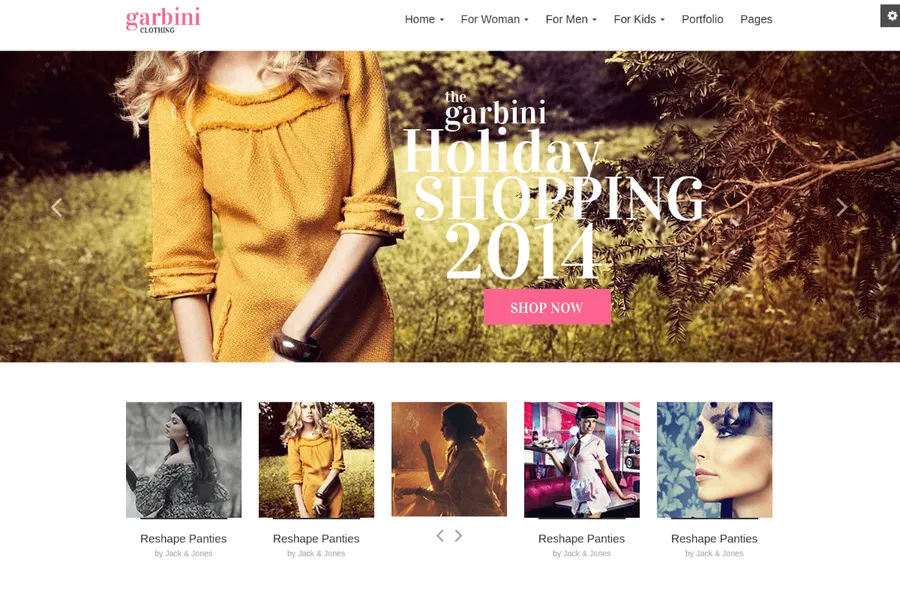 garbini
CLOTHING
Home For Woman For Men For Kids Portfolio Pages
the
garbini
Holiday
SHOPPING
2014
SHOP NOW
Reshape Panties Reshape Panties Reshape Panties Reshape Panties
by Jack & Jones by Jack & Jones by Jack & Jones by Jack & Jones